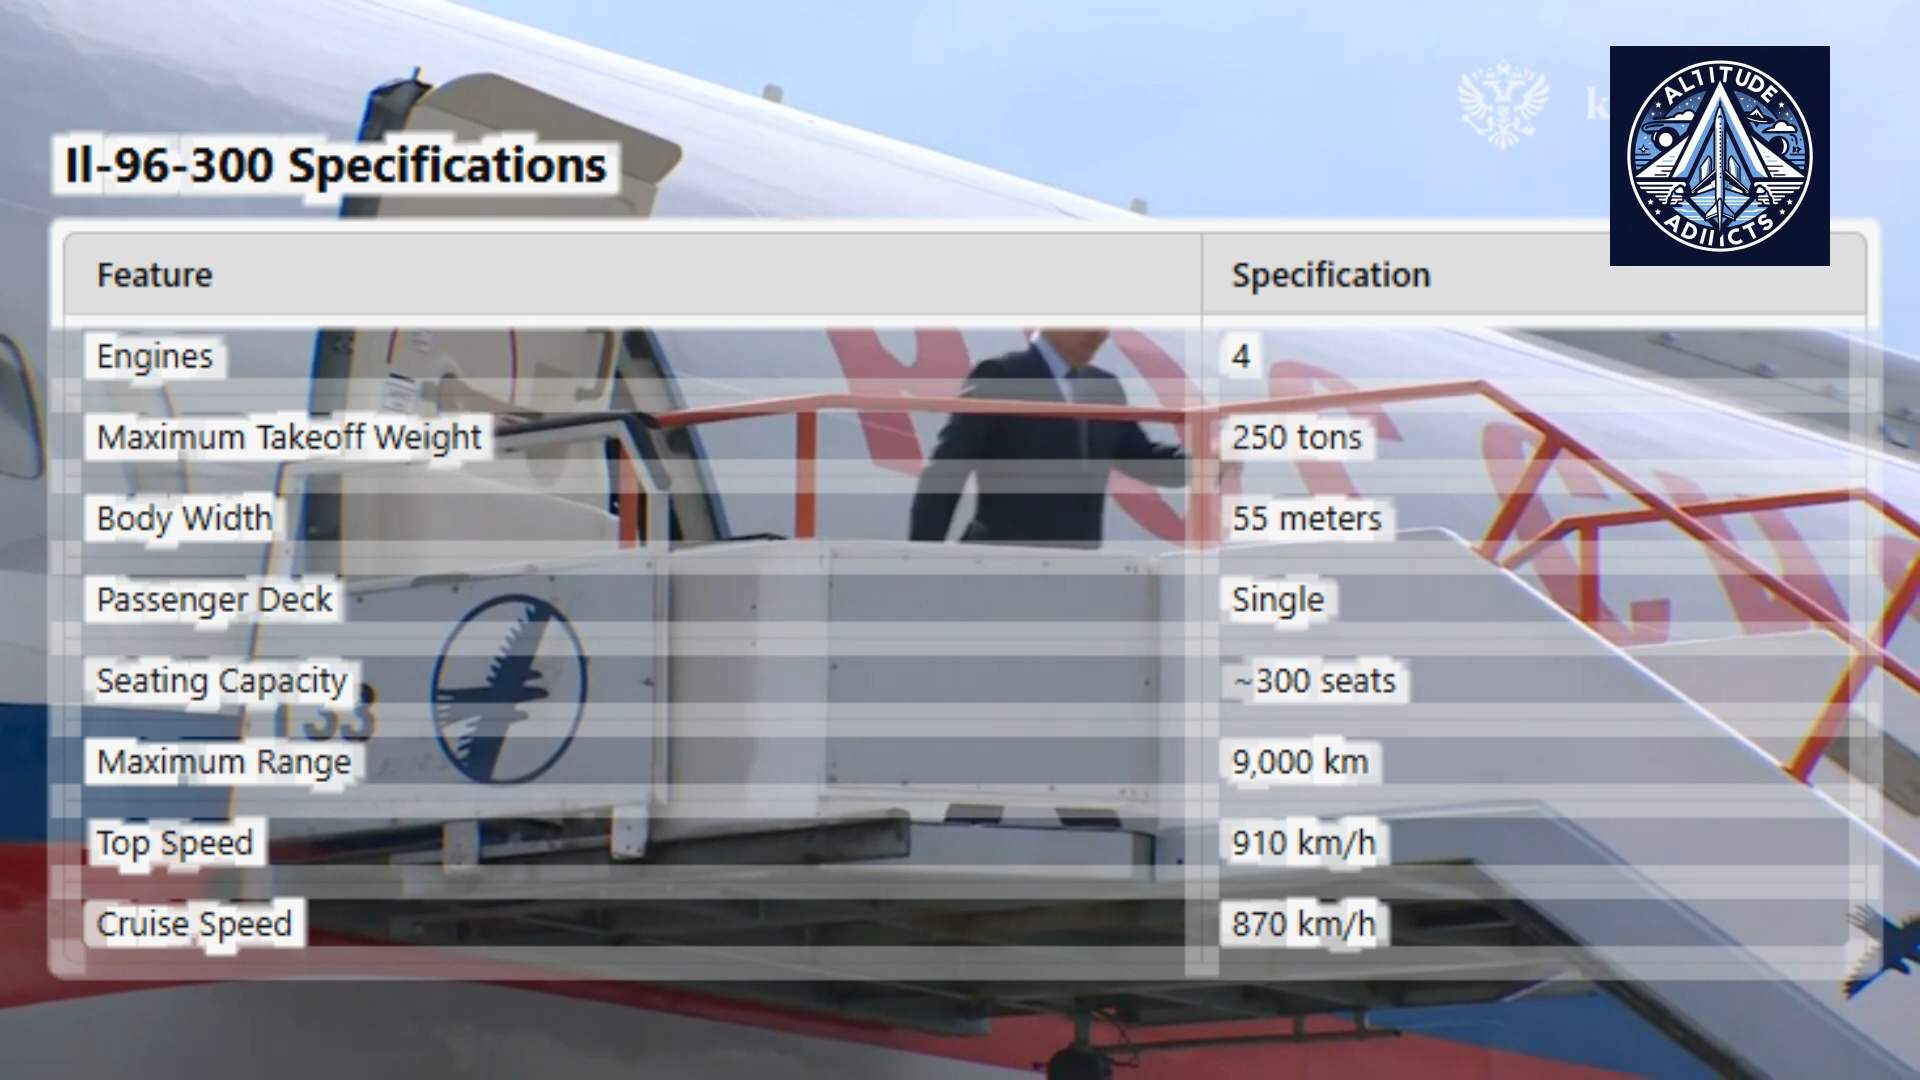 ALTITUDE
ADIICTS
Il-96-300 Specifications
Feature Specification
Engines 4
Maximum Takeoff Weight 250 tons
Body Width 55 meters
Passenger Deck Single
Seating Capacity ~300 seats
Maximum Range 9,000 km
Top Speed 910 km/h
Cruise Speed 870 km/h